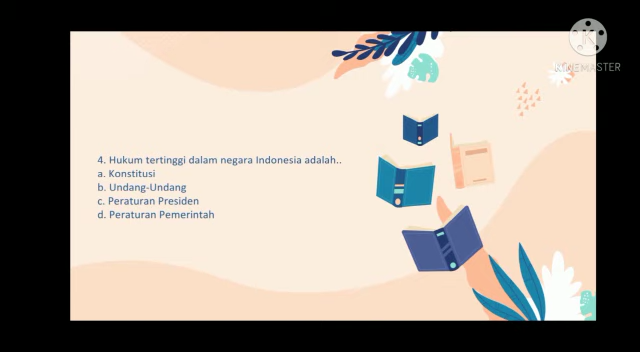 KINEMASTER
4. Hukum tertinggi dalam negara Indonesia adalah..
a. Konstitusi
b. Undang-Undang
c. Peraturan Presiden
d. Peraturan Pemerintah